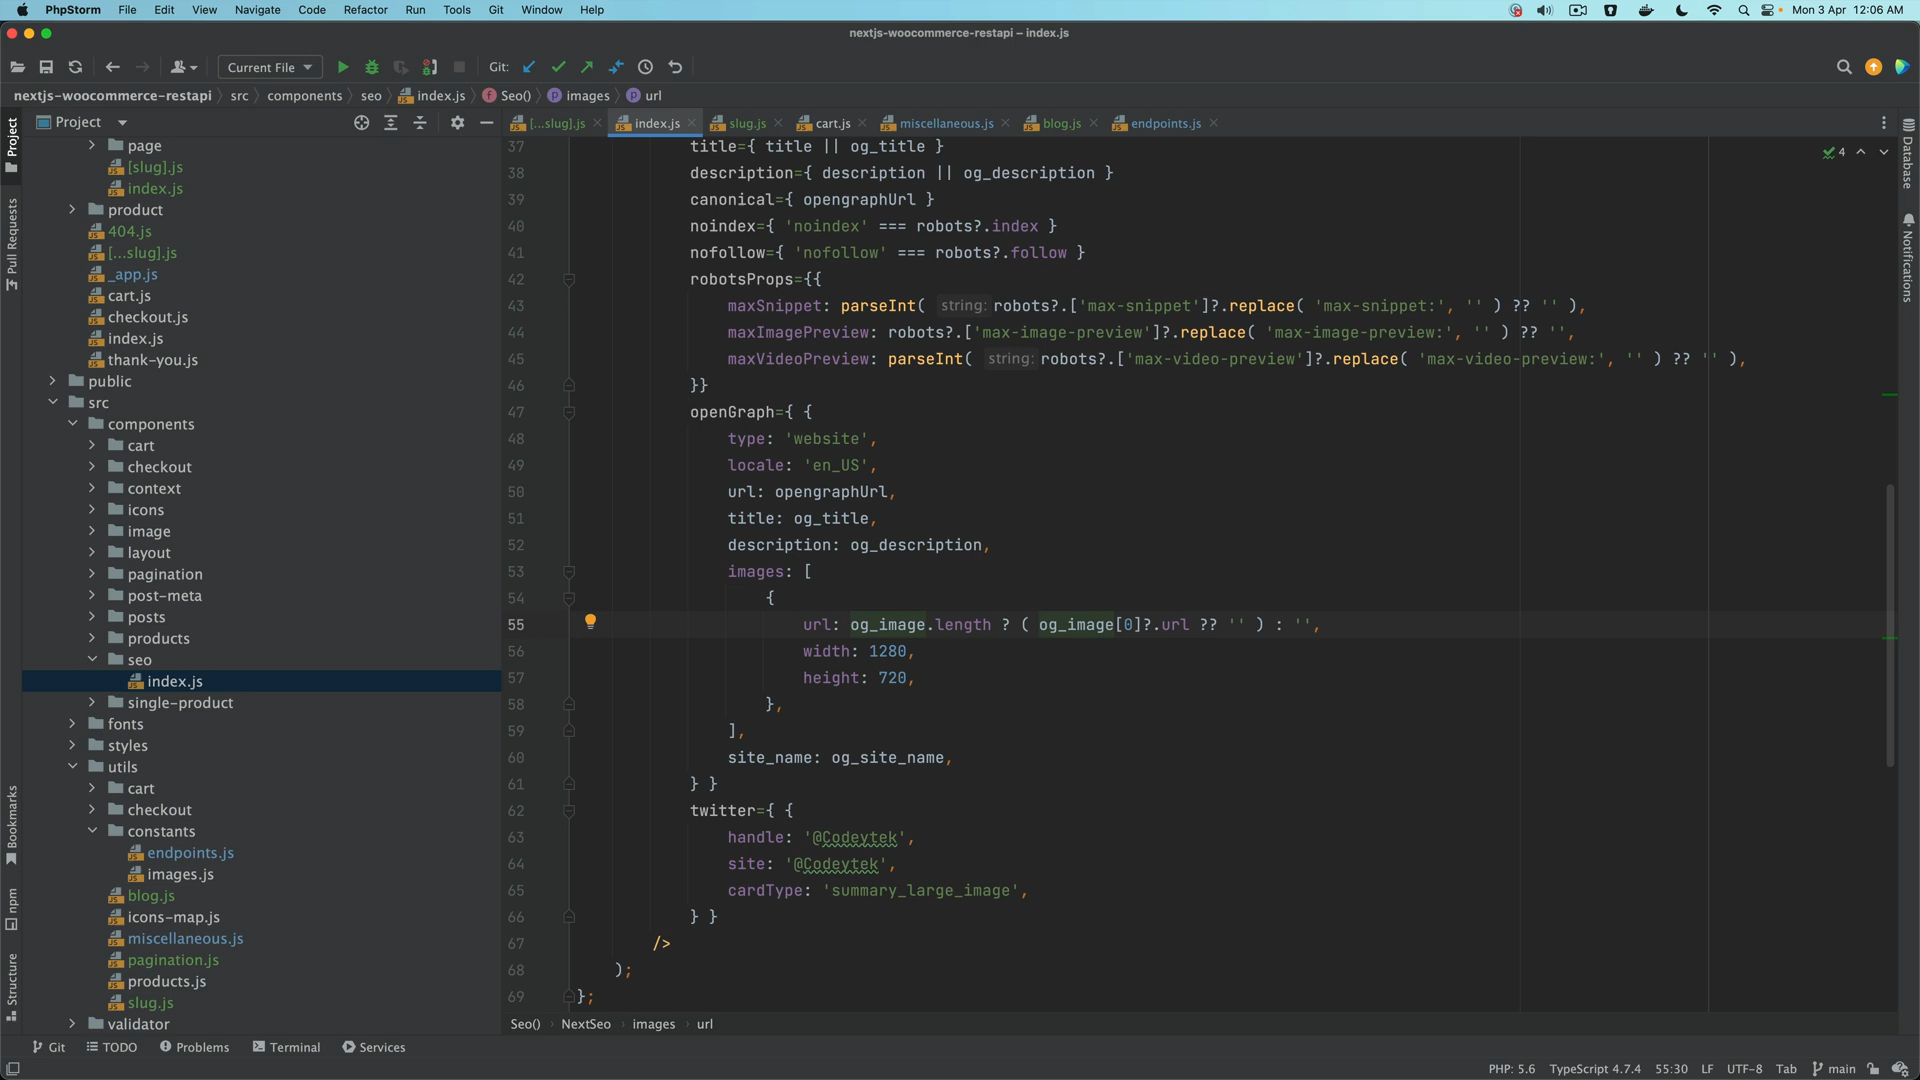 PhpStorm File Edit View Navigate Code Refactor Run Tools Git Window Help Mon 3 Apr 12:06 AM
nextjs-woocommerce-restapi – index.js
Current File Git:
nextjs-woocommerce-restapi src components seo index.js Seo() images url
Project
[...slug].js index.js slug.js cart.js miscellaneous.js blog.js endpoints.js
Project
Pull Requests
Bookmarks
npm
Structure
page
[slug].js
index.js
product
404.js
[...slug].js
_app.js
cart.js
checkout.js
index.js
thank-you.js
public
src
components
cart
checkout
context
icons
image
layout
pagination
post-meta
posts
products
seo
index.js
single-product
fonts
styles
utils
cart
checkout
constants
endpoints.js
images.js
blog.js
icons-map.js
miscellaneous.js
pagination.js
products.js
slug.js
validator
37 title={ title || og_title }
38 description={ description || og_description }
39 canonical={ opengraphUrl }
40 noindex={ 'noindex' === robots?.index }
41 nofollow={ 'nofollow' === robots?.follow }
42 robotsProps={{
43 maxSnippet: parseInt( string: robots?.['max-snippet']?.replace( 'max-snippet:', '' ) ?? '' ),
44 maxImagePreview: robots?.['max-image-preview']?.replace( 'max-image-preview:', '' ) ?? '',
45 maxVideoPreview: parseInt( string: robots?.['max-video-preview']?.replace( 'max-video-preview:', '' ) ?? '' ),
46 }}
47 openGraph={ {
48 type: 'website',
49 locale: 'en_US',
50 url: opengraphUrl,
51 title: og_title,
52 description: og_description,
53 images: [
54 {
55 url: og_image.length ? ( og_image[0]?.url ?? '' ) : '',
56 width: 1280,
57 height: 720,
58 },
59 ],
60 site_name: og_site_name,
61 } }
62 twitter={ {
63 handle: '@Codeytek',
64 site: '@Codeytek',
65 cardType: 'summary_large_image',
66 } }
67 />
68 );
69 };
4
Database
Notifications
Seo() NextSeo images url
Git TODO Problems Terminal Services
PHP: 5.6 TypeScript 4.7.4 55:30 LF UTF-8 Tab main